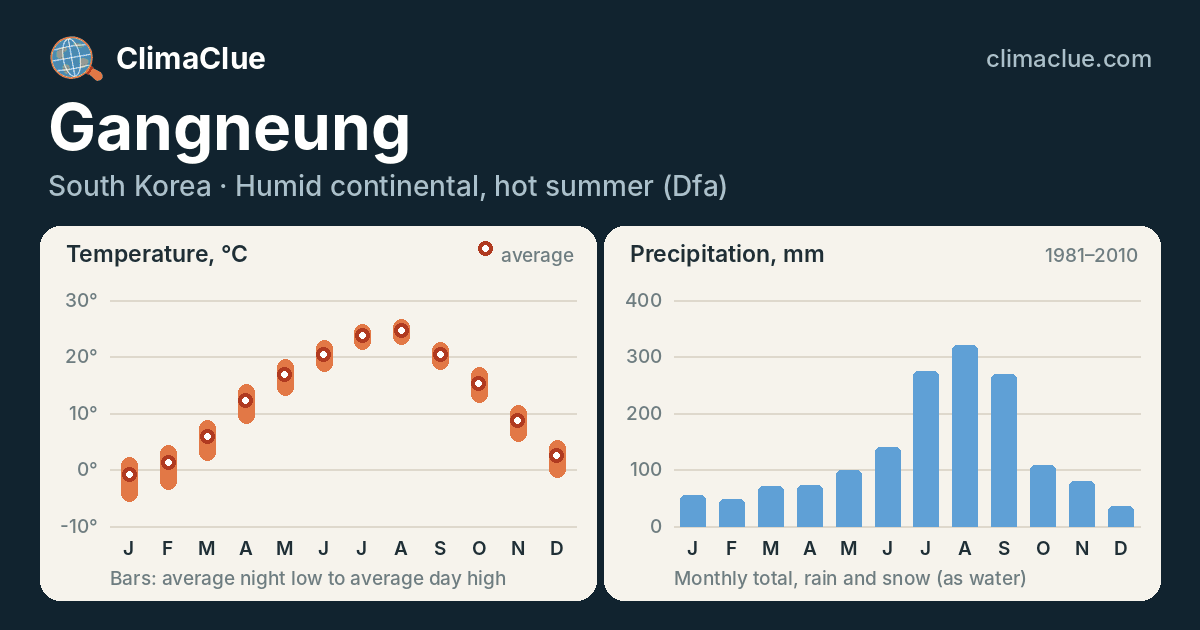 ClimaClue
climaclue.com
Gangneung
South Korea · Humid continental, hot summer (Dfa)
Temperature, °C
average
30°
20°
10°
0°
-10°
J F M A M J J A S O N D
Bars: average night low to average day high
Precipitation, mm
1981–2010
400
300
200
100
0
J F M A M J J A S O N D
Monthly total, rain and snow (as water)